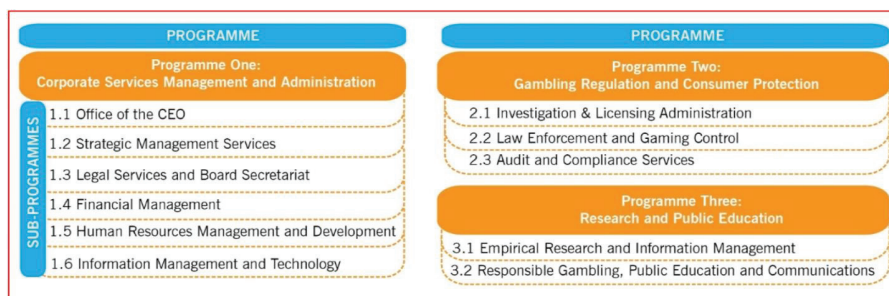 PROGRAMME
Programme One:
Corporate Services Management and Administration
SUB-PROGRAMMES
1.1 Office of the CEO
1.2 Strategic Management Services
1.3 Legal Services and Board Secretariat
1.4 Financial Management
1.5 Human Resources Management and Development
1.6 Information Management and Technology
PROGRAMME
Programme Two:
Gambling Regulation and Consumer Protection
2.1 Investigation & Licensing Administration
2.2 Law Enforcement and Gaming Control
2.3 Audit and Compliance Services
Programme Three:
Research and Public Education
3.1 Empirical Research and Information Management
3.2 Responsible Gambling, Public Education and Communications